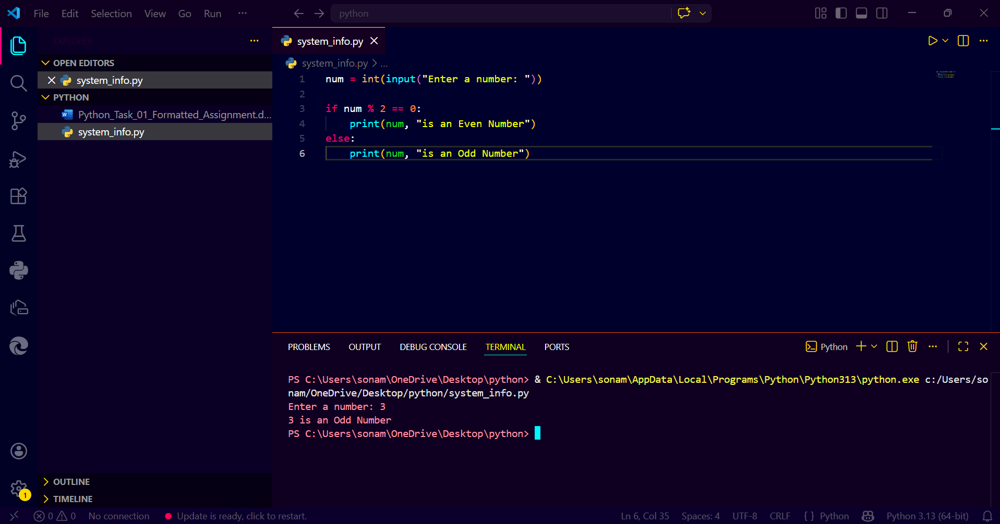 File Edit Selection View Go Run ···
python
EXPLORER
OPEN EDITORS
system_info.py
PYTHON
Python_Task_01_Formatted_Assignment.d...
system_info.py
OUTLINE
TIMELINE
system_info.py
system_info.py > ...
1 num = int(input("Enter a number: "))
2
3 if num % 2 == 0:
4 print(num, "is an Even Number")
5 else:
6 print(num, "is an Odd Number")
PROBLEMS OUTPUT DEBUG CONSOLE TERMINAL PORTS
Python
PS C:\Users\sonam\OneDrive\Desktop\python> & C:\Users\sonam\AppData\Local\Programs\Python\Python313\python.exe c:/Users/so
nam/OneDrive/Desktop/python/system_info.py
Enter a number: 3
3 is an Odd Number
PS C:\Users\sonam\OneDrive\Desktop\python>
1
0 0 No connection Update is ready, click to restart. Ln 6, Col 35 Spaces: 4 UTF-8 CRLF { } Python Python 3.13 (64-bit)